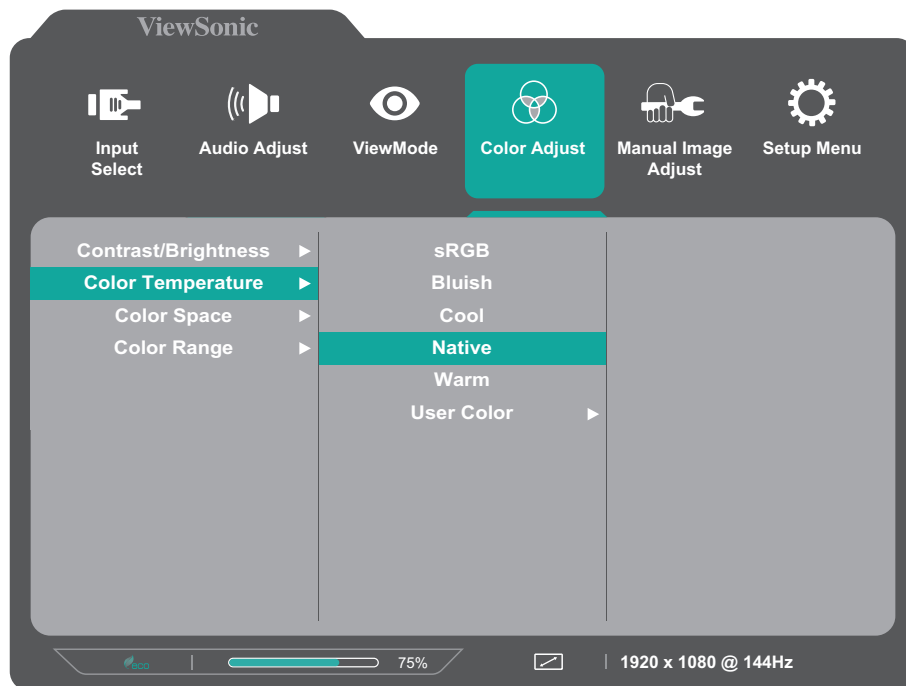 ViewSonic
Input
Select
Audio Adjust
ViewMode
Color Adjust
Manual Image
Adjust
Setup Menu
Contrast/Brightness
Color Temperature
Color Space
Color Range
sRGB
Bluish
Cool
Native
Warm
User Color
ECO
75%
1920 x 1080 @ 144Hz